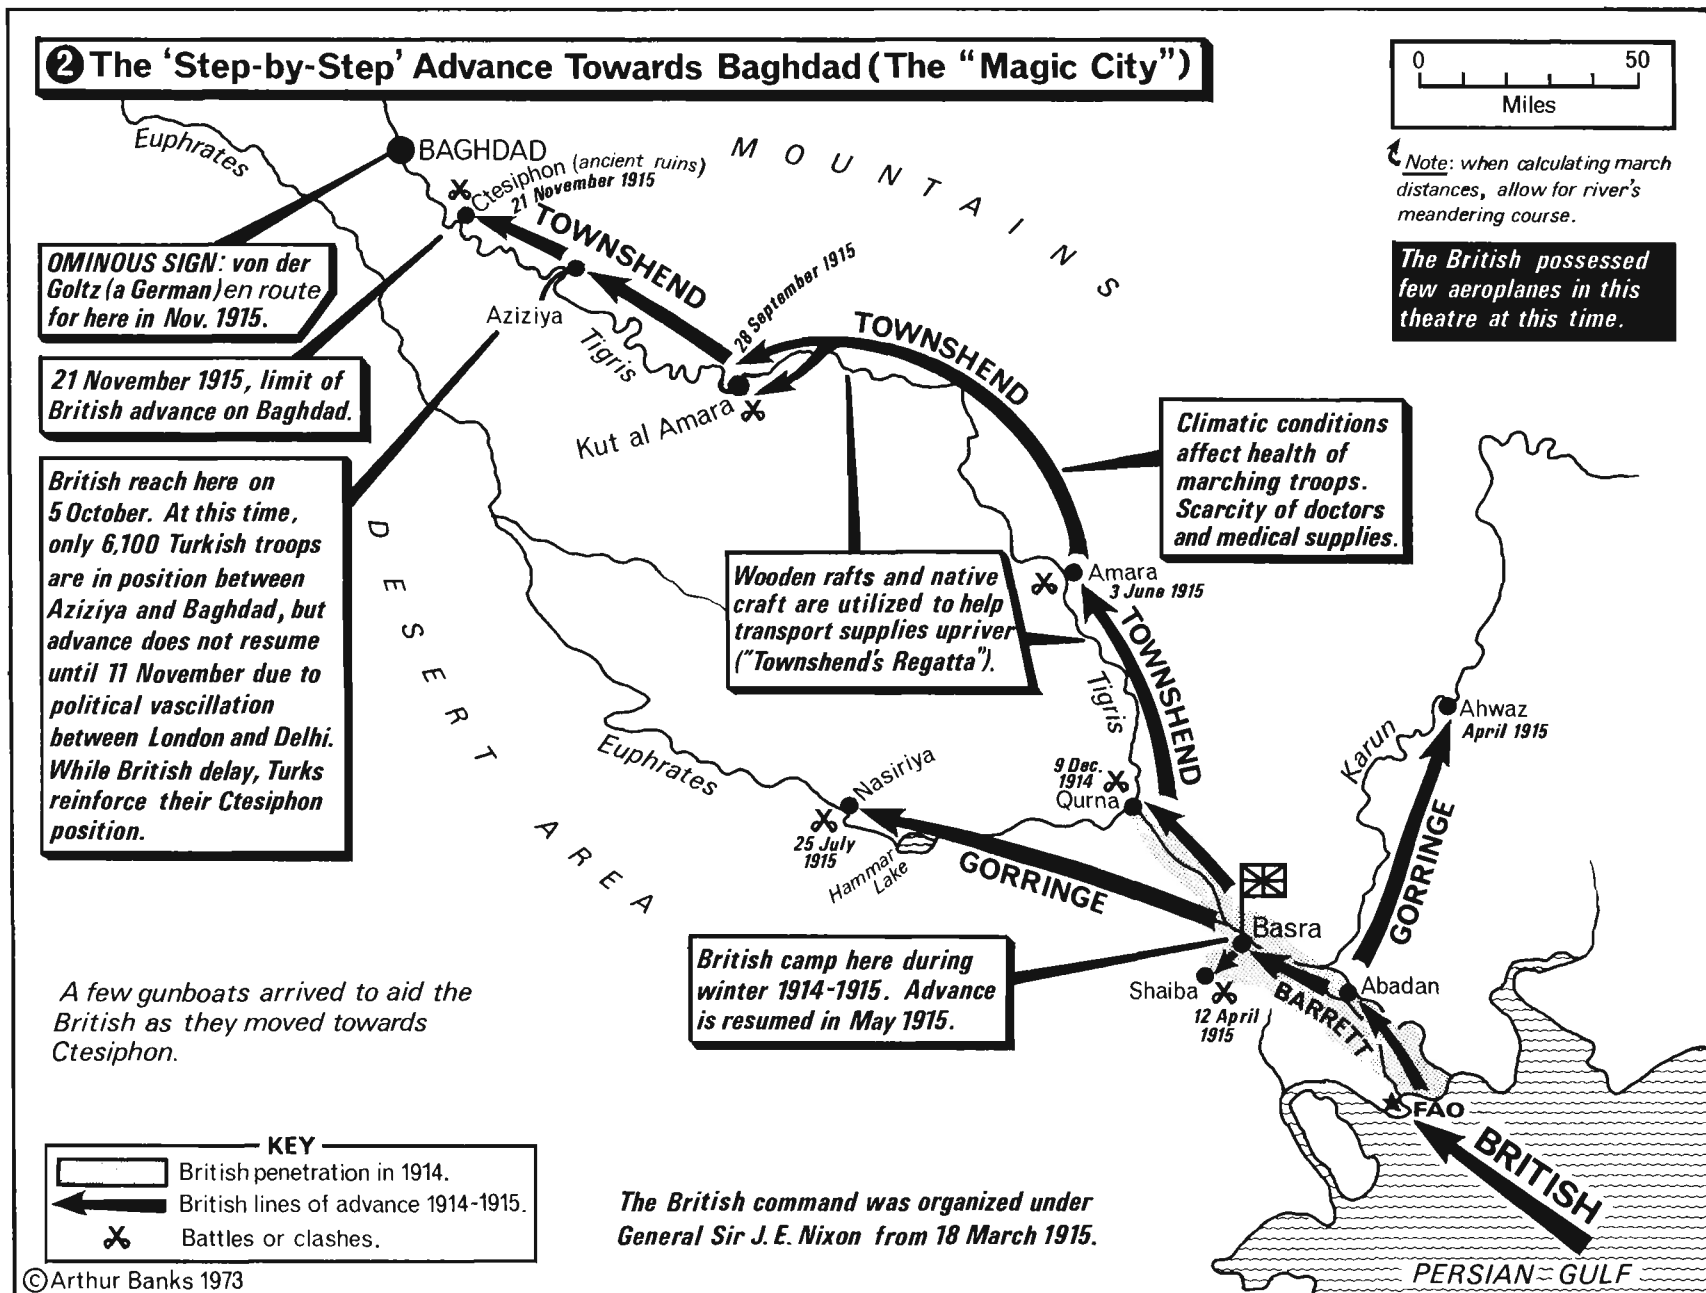 2 The 'Step-by-Step' Advance Towards Baghdad (The "Magic City")
0 50
Miles
Note: when calculating march
distances, allow for river's
meandering course.
The British possessed
few aeroplanes in this
theatre at this time.
Euphrates
BAGHDAD
MOUNTAINS
Ctesiphon (ancient ruins)
21 November 1915
TOWNSHEND
OMINOUS SIGN: von der
Goltz (a German) en route
for here in Nov. 1915.
Aziziya
Tigris
28 September 1915
TOWNSHEND
21 November 1915, limit of
British advance on Baghdad.
Kut al Amara
Climatic conditions
affect health of
marching troops.
Scarcity of doctors
and medical supplies.
British reach here on
5 October. At this time,
only 6,100 Turkish troops
are in position between
Aziziya and Baghdad, but
advance does not resume
until 11 November due to
political vascillation
between London and Delhi.
While British delay, Turks
reinforce their Ctesiphon
position.
DESERT AREA
Wooden rafts and native
craft are utilized to help
transport supplies upriver
("Townshend's Regatta").
Amara
3 June 1915
TOWNSHEND
Tigris
Ahwaz
April 1915
Karun
Euphrates
Nasiriya
25 July
1915
Hammar
Lake
9 Dec.
1914
Qurna
GORRINGE
GORRINGE
Basra
British camp here during
winter 1914-1915. Advance
is resumed in May 1915.
Shaiba
12 April
1915
BARRETT
Abadan
A few gunboats arrived to aid the
British as they moved towards
Ctesiphon.
FAO
BRITISH
KEY
British penetration in 1914.
British lines of advance 1914-1915.
Battles or clashes.
The British command was organized under
General Sir J. E. Nixon from 18 March 1915.
PERSIAN GULF
©Arthur Banks 1973